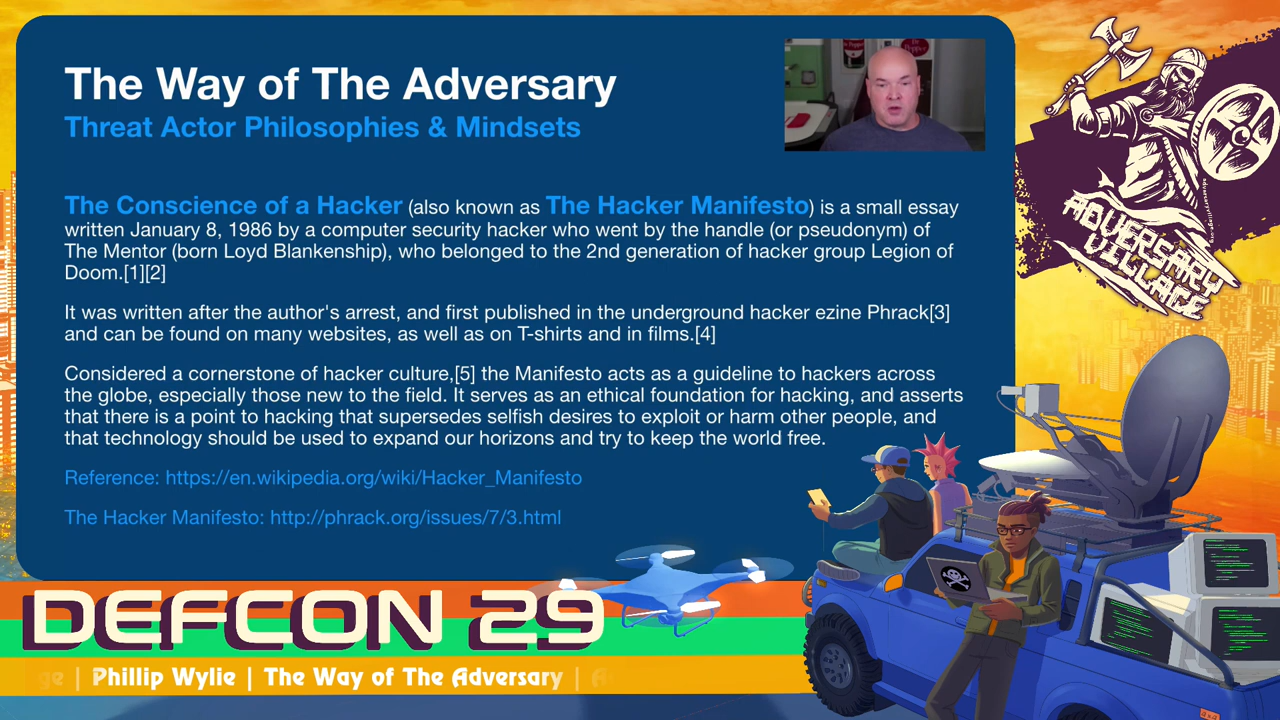 The Way of The Adversary
Threat Actor Philosophies & Mindsets
The Conscience of a Hacker (also known as The Hacker Manifesto) is a small essay
written January 8, 1986 by a computer security hacker who went by the handle (or pseudonym) of
The Mentor (born Loyd Blankenship), who belonged to the 2nd generation of hacker group Legion of
Doom.[1][2]
It was written after the author's arrest, and first published in the underground hacker ezine Phrack[3]
and can be found on many websites, as well as on T-shirts and in films.[4]
Considered a cornerstone of hacker culture,[5] the Manifesto acts as a guideline to hackers across
the globe, especially those new to the field. It serves as an ethical foundation for hacking, and asserts
that there is a point to hacking that supersedes selfish desires to exploit or harm other people, and
that technology should be used to expand our horizons and try to keep the world free.
Reference: https://en.wikipedia.org/wiki/Hacker_Manifesto
The Hacker Manifesto: http://phrack.org/issues/7/3.html
ADVERSARY
VILLAGE
DEFCON 29
ge | Phillip Wylie | The Way of The Adversary | A